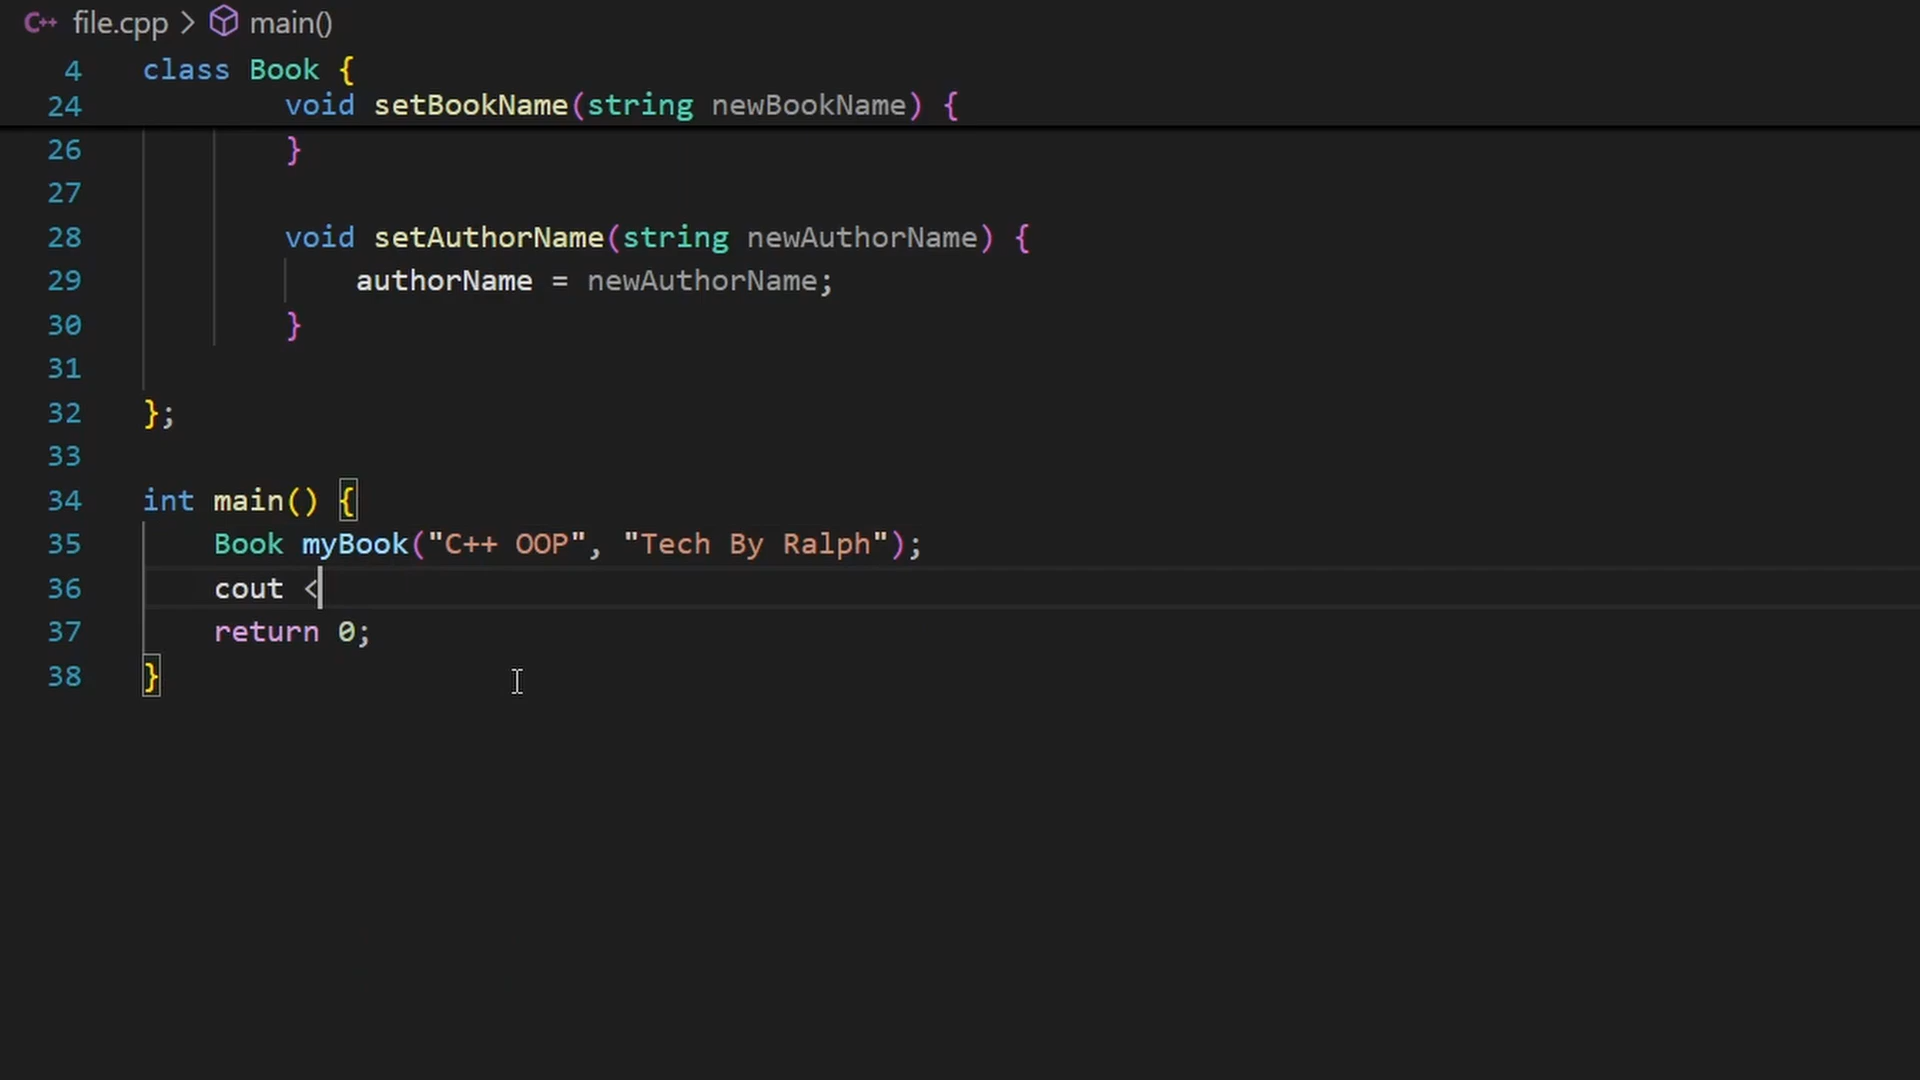 C++ file.cpp > main()
4 class Book {
24 void setBookName(string newBookName) {
26 }
27
28 void setAuthorName(string newAuthorName) {
29 authorName = newAuthorName;
30 }
31
32 };
33
34 int main() {
35 Book myBook("C++ OOP", "Tech By Ralph");
36 cout <
37 return 0;
38 }